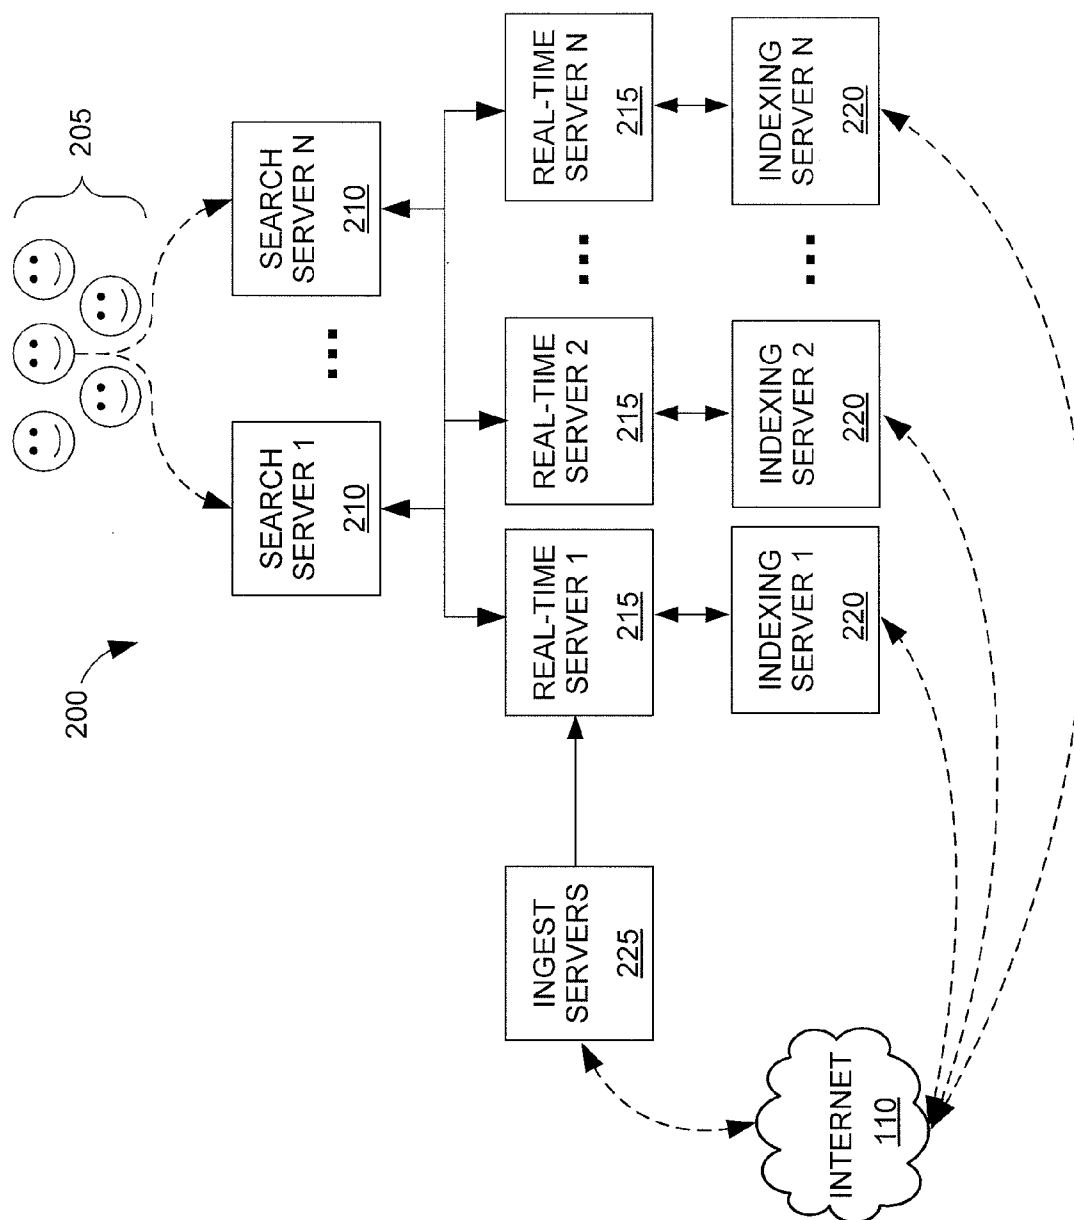 200
205
SEARCH
SERVER 1
210
...
SEARCH
SERVER N
210
REAL-TIME
SERVER 1
215
REAL-TIME
SERVER 2
215
...
REAL-TIME
SERVER N
215
INGEST
SERVERS
225
INDEXING
SERVER 1
220
INDEXING
SERVER 2
220
...
INDEXING
SERVER N
220
INTERNET
110